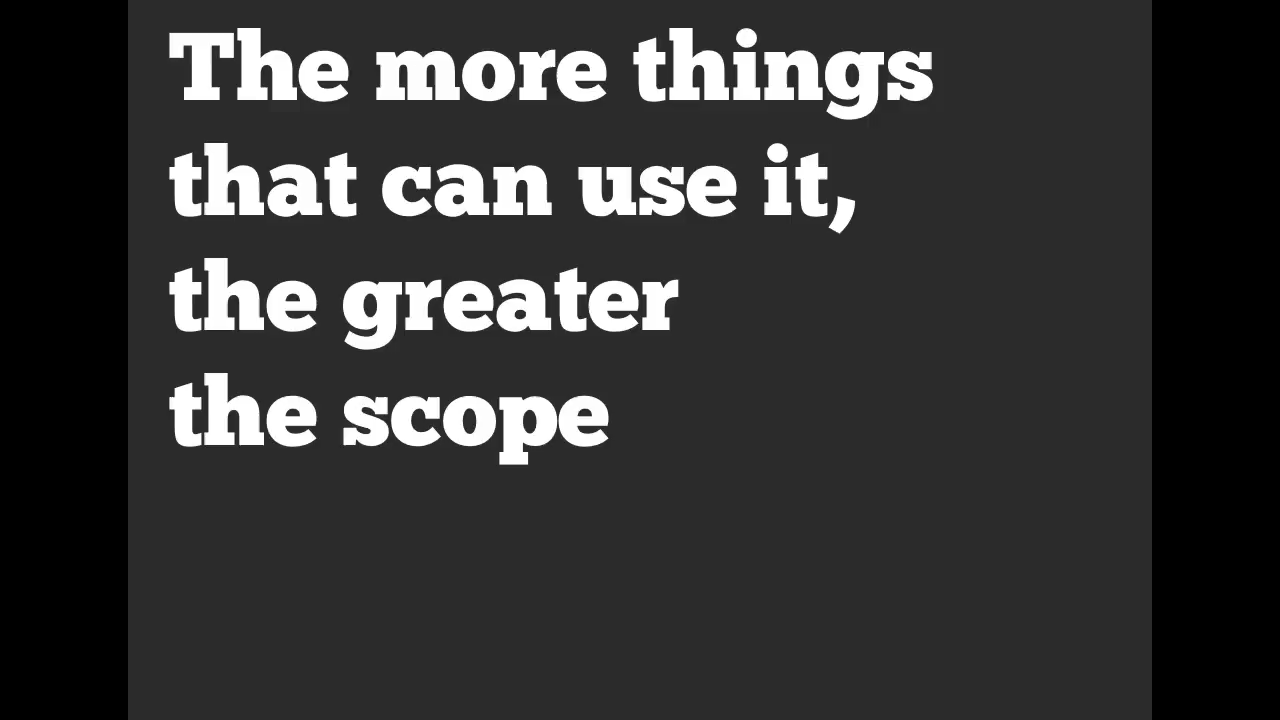 The more things
that can use it,
the greater
the scope